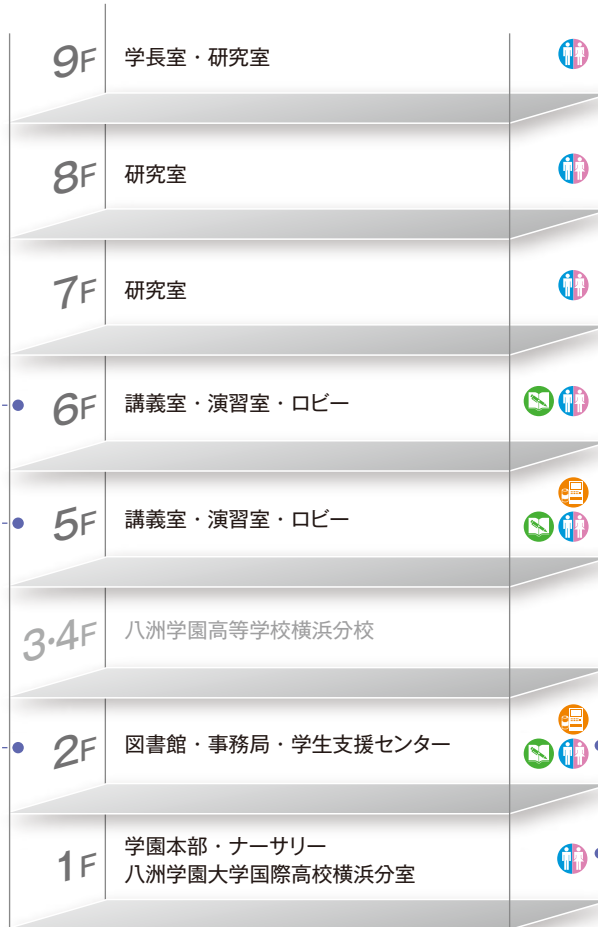 9F 学長室・研究室
8F 研究室
7F 研究室
6F 講義室・演習室・ロビー
5F 講義室・演習室・ロビー
3・4F 八洲学園高等学校横浜分校
2F 図書館・事務局・学生支援センター
1F 学園本部・ナーサリー
八洲学園大学国際高校横浜分室